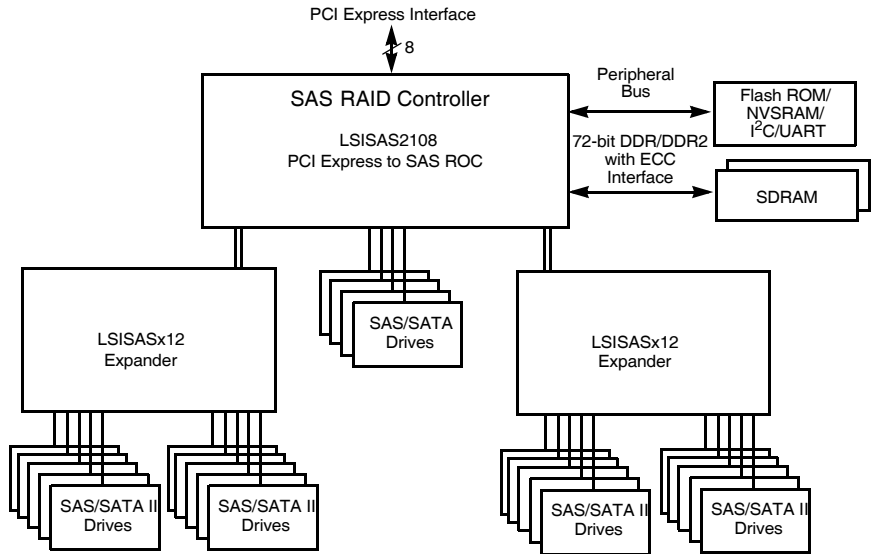 PCI Express Interface
8
SAS RAID Controller
LSISAS2108
PCI Express to SAS ROC
Peripheral
Bus
Flash ROM/
NVSRAM/
I²C/UART
72-bit DDR/DDR2
with ECC
Interface
SDRAM
LSISASx12
Expander
SAS/SATA
Drives
LSISASx12
Expander
SAS/SATA II
Drives
SAS/SATA II
Drives
SAS/SATA II
Drives
SAS/SATA II
Drives